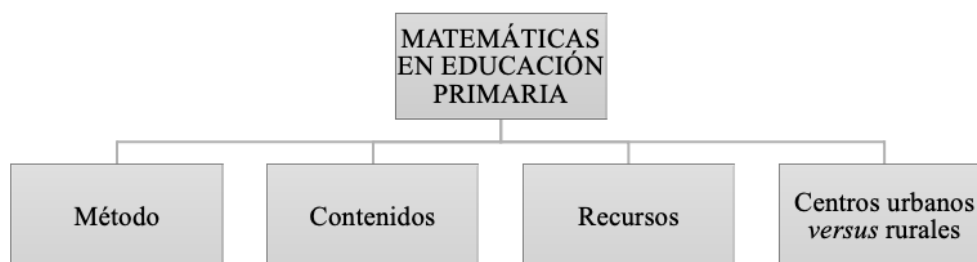 MATEMÁTICAS
EN EDUCACIÓN
PRIMARIA
Método
Contenidos
Recursos
Centros urbanos
versus rurales